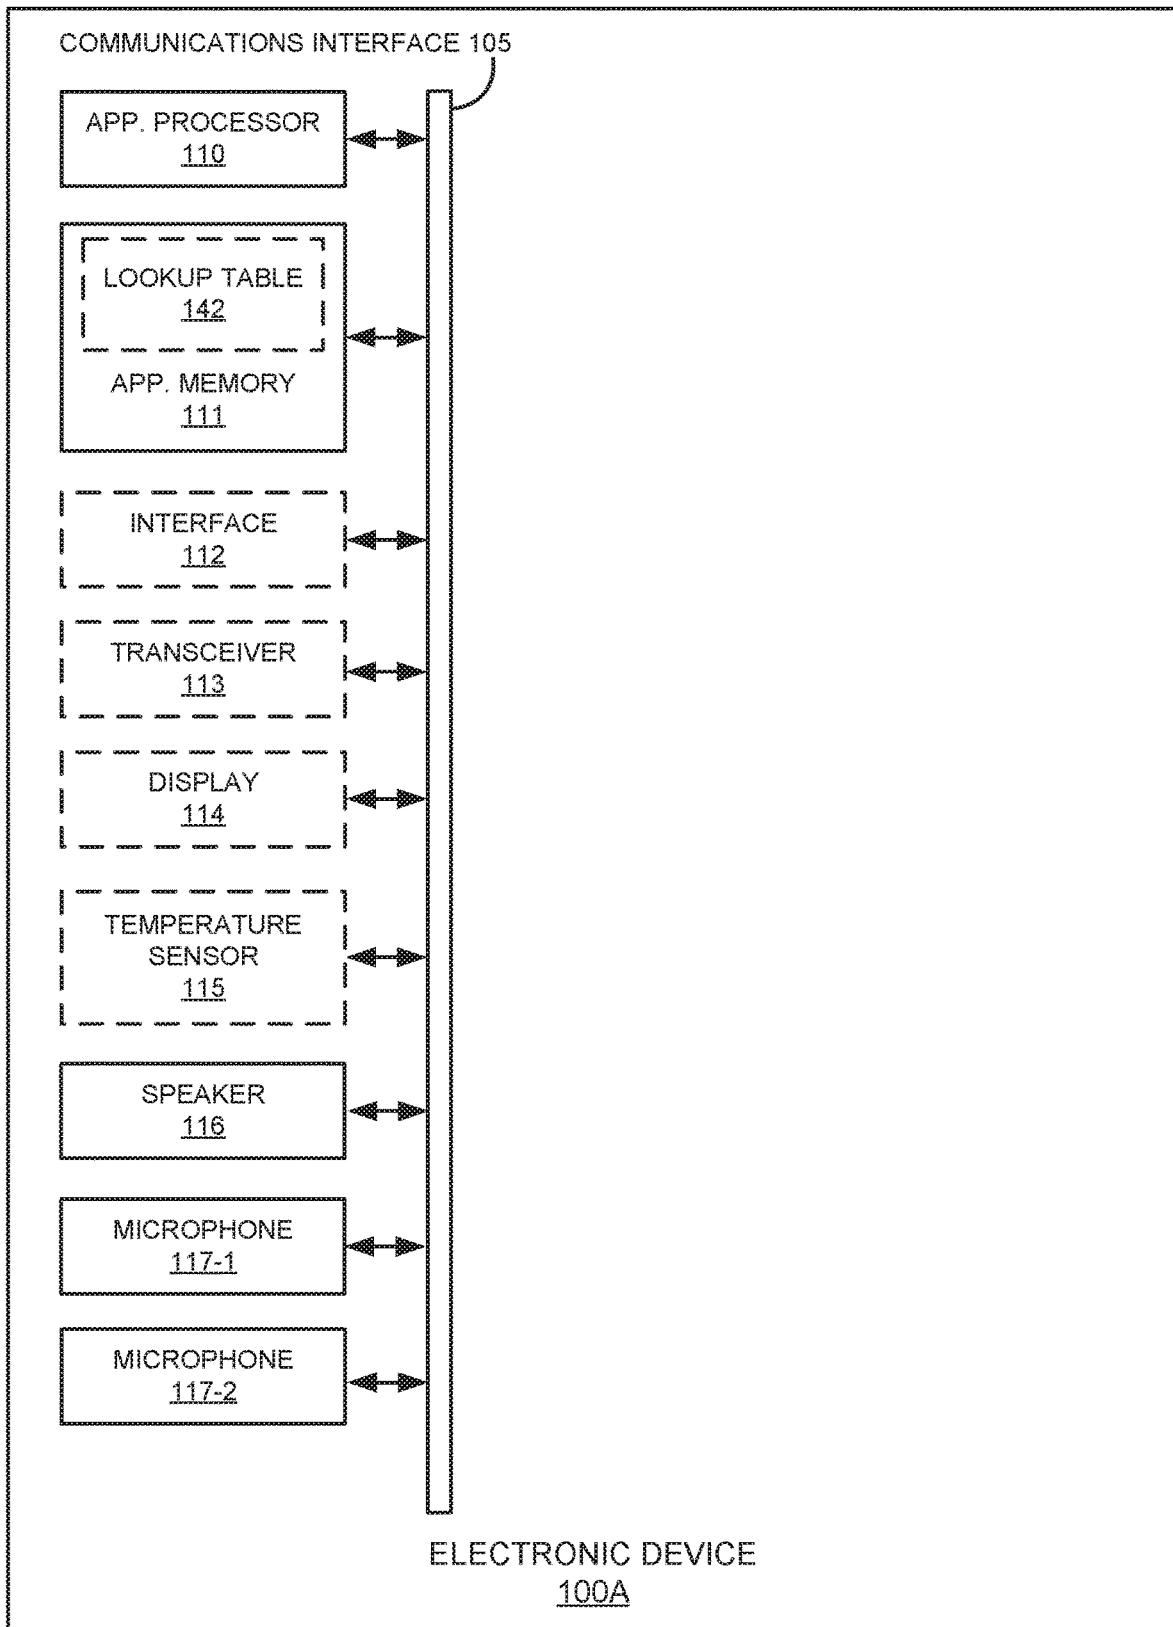 COMMUNICATIONS INTERFACE 105
APP. PROCESSOR
110
LOOKUP TABLE
142
APP. MEMORY
111
INTERFACE
112
TRANSCEIVER
113
DISPLAY
114
TEMPERATURE
SENSOR
115
SPEAKER
116
MICROPHONE
117-1
MICROPHONE
117-2
ELECTRONIC DEVICE
100A